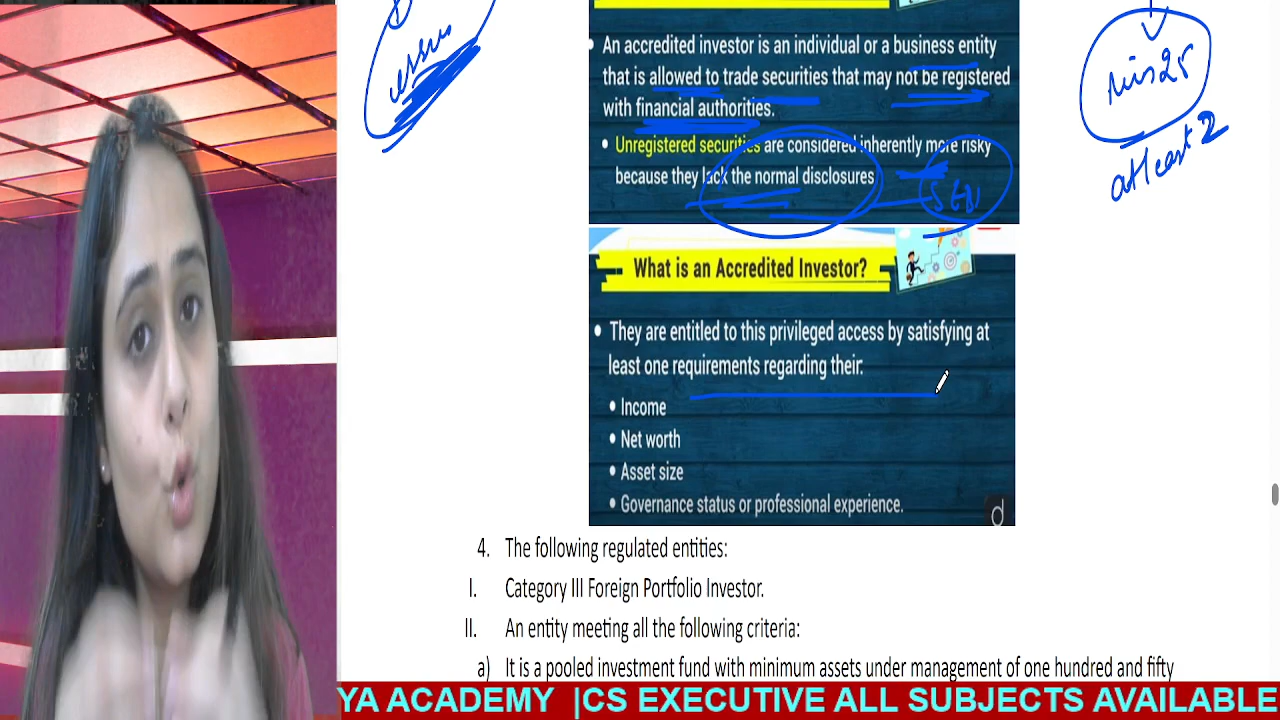 An accredited investor is an individual or a business entity
that is allowed to trade securities that may not be registered
with financial authorities.
• Unregistered securities are considered inherently more risky
because they lack the normal disclosures
SEBI
at least 2
What is an Accredited Investor?
• They are entitled to this privileged access by satisfying at
least one requirements regarding their:
• Income
• Net worth
• Asset size
• Governance status or professional experience.
d
4. The following regulated entities:
I. Category III Foreign Portfolio Investor.
II. An entity meeting all the following criteria:
a) It is a pooled investment fund with minimum assets under management of one hundred and fifty
YA ACADEMY |CS EXECUTIVE ALL SUBJECTS AVAILABLE